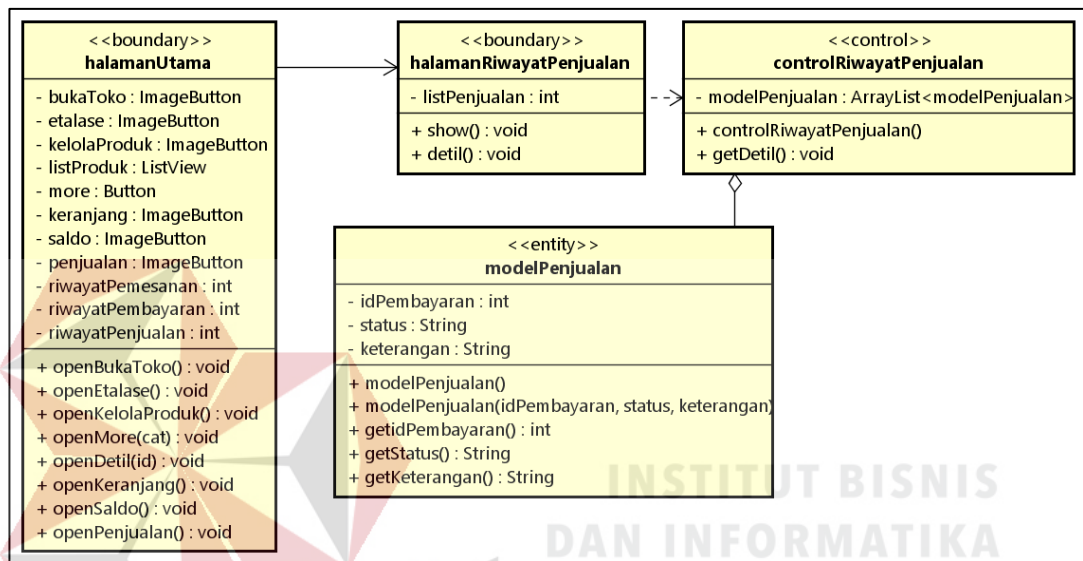 <<boundary>>
halamanUtama
- bukaToko : ImageButton
- etalase : ImageButton
- kelolaProduk : ImageButton
- listProduk : ListView
- more : Button
- keranjang : ImageButton
- saldo : ImageButton
- penjualan : ImageButton
- riwayatPemesanan : int
- riwayatPembayaran : int
- riwayatPenjualan : int
+ openBukaToko() : void
+ openEtalase() : void
+ openKelolaProduk() : void
+ openMore(cat) : void
+ openDetil(id) : void
+ openKeranjang() : void
+ openSaldo() : void
+ openPenjualan() : void
<<boundary>>
halamanRiwayatPenjualan
- listPenjualan : int
+ show() : void
+ detil() : void
<<control>>
controlRiwayatPenjualan
- modelPenjualan : ArrayList<modelPenjualan>
+ controlRiwayatPenjualan()
+ getDetil() : void
<<entity>>
modelPenjualan
- idPembayaran : int
- status : String
- keterangan : String
+ modelPenjualan()
+ modelPenjualan(idPembayaran, status, keterangan)
+ getidPembayaran() : int
+ getStatus() : String
+ getKeterangan() : String
INSTITUT BISNIS
DAN INFORMATIKA